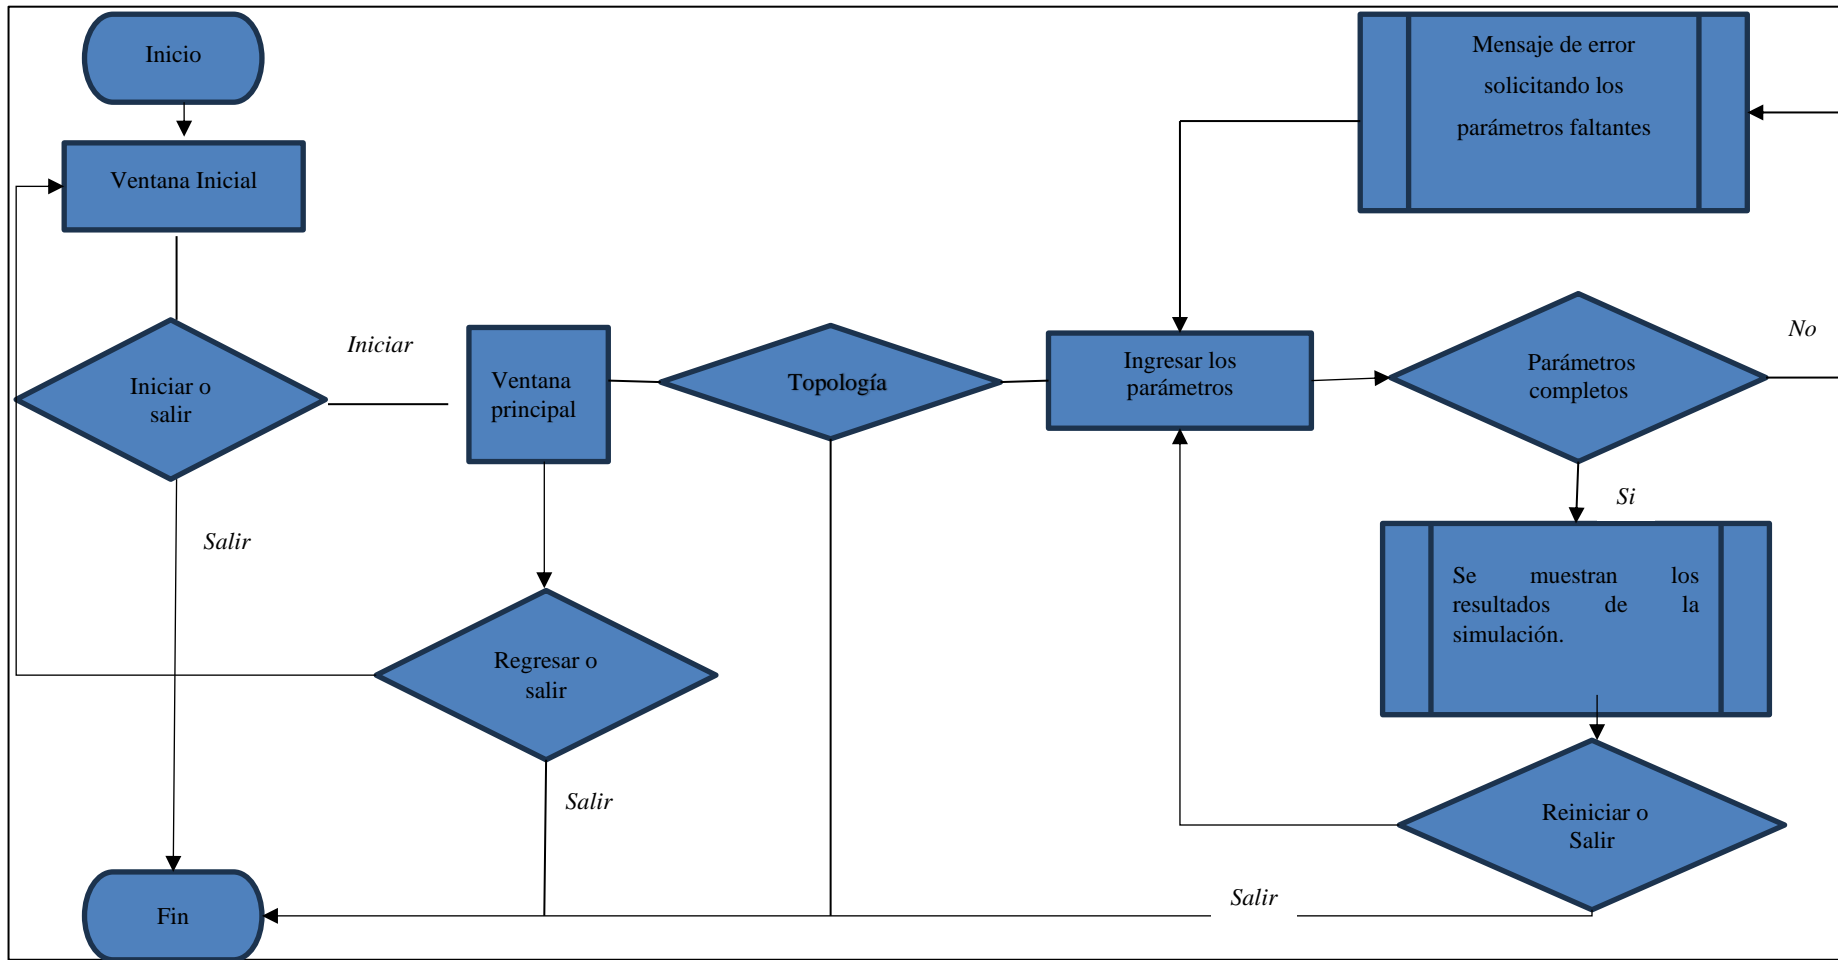 Inicio
Mensaje de error
solicitando los
parámetros faltantes
Ventana Inicial
Iniciar
No
Iniciar o
salir
Ventana
principal
Topología
Ingresar los
parámetros
Parámetros
completos
Si
Salir
Se muestran los
resultados de la
simulación.
Regresar o
salir
Salir
Reiniciar o
Salir
Salir
Fin